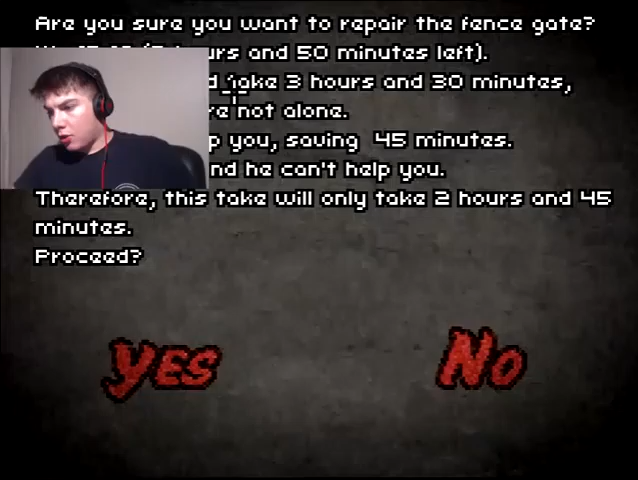 Are you sure you want to repair the fence gate?
urs and 50 minutes left).
take 3 hours and 30 minutes,
re not alone.
p you, saving 45 minutes.
nd he can't help you.
Therefore, this take will only take 2 hours and 45
minutes.
Proceed?
YES No